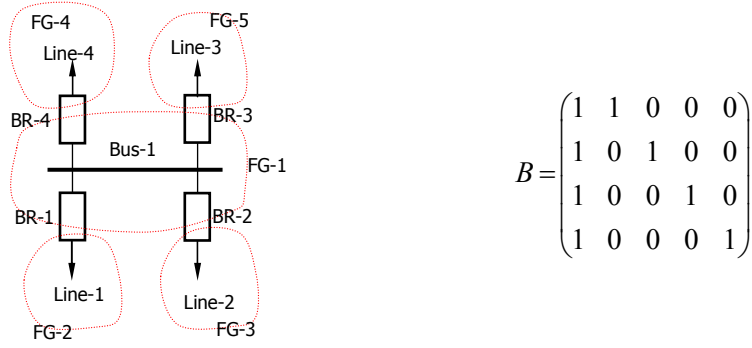 FG-4
FG-5
Line-4
Line-3
BR-4
BR-3
Bus-1
FG-1
BR-1
BR-2
Line-1
Line-2
FG-2
FG-3
B = ( 1 1 0 0 0
1 0 1 0 0
1 0 0 1 0
1 0 0 0 1 )